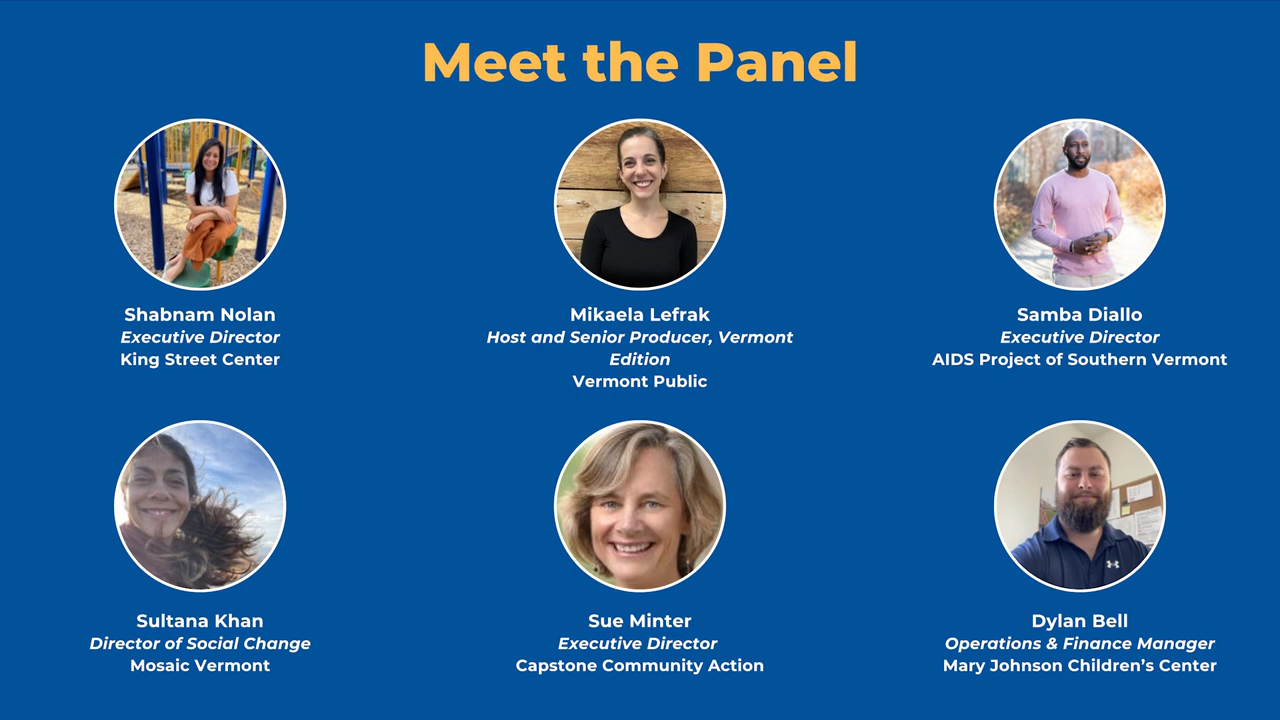 Meet the Panel
Shabnam Nolan
Executive Director
King Street Center
Mikaela Lefrak
Host and Senior Producer, Vermont
Edition
Vermont Public
Samba Diallo
Executive Director
AIDS Project of Southern Vermont
Sultana Khan
Director of Social Change
Mosaic Vermont
Sue Minter
Executive Director
Capstone Community Action
Dylan Bell
Operations & Finance Manager
Mary Johnson Children’s Center